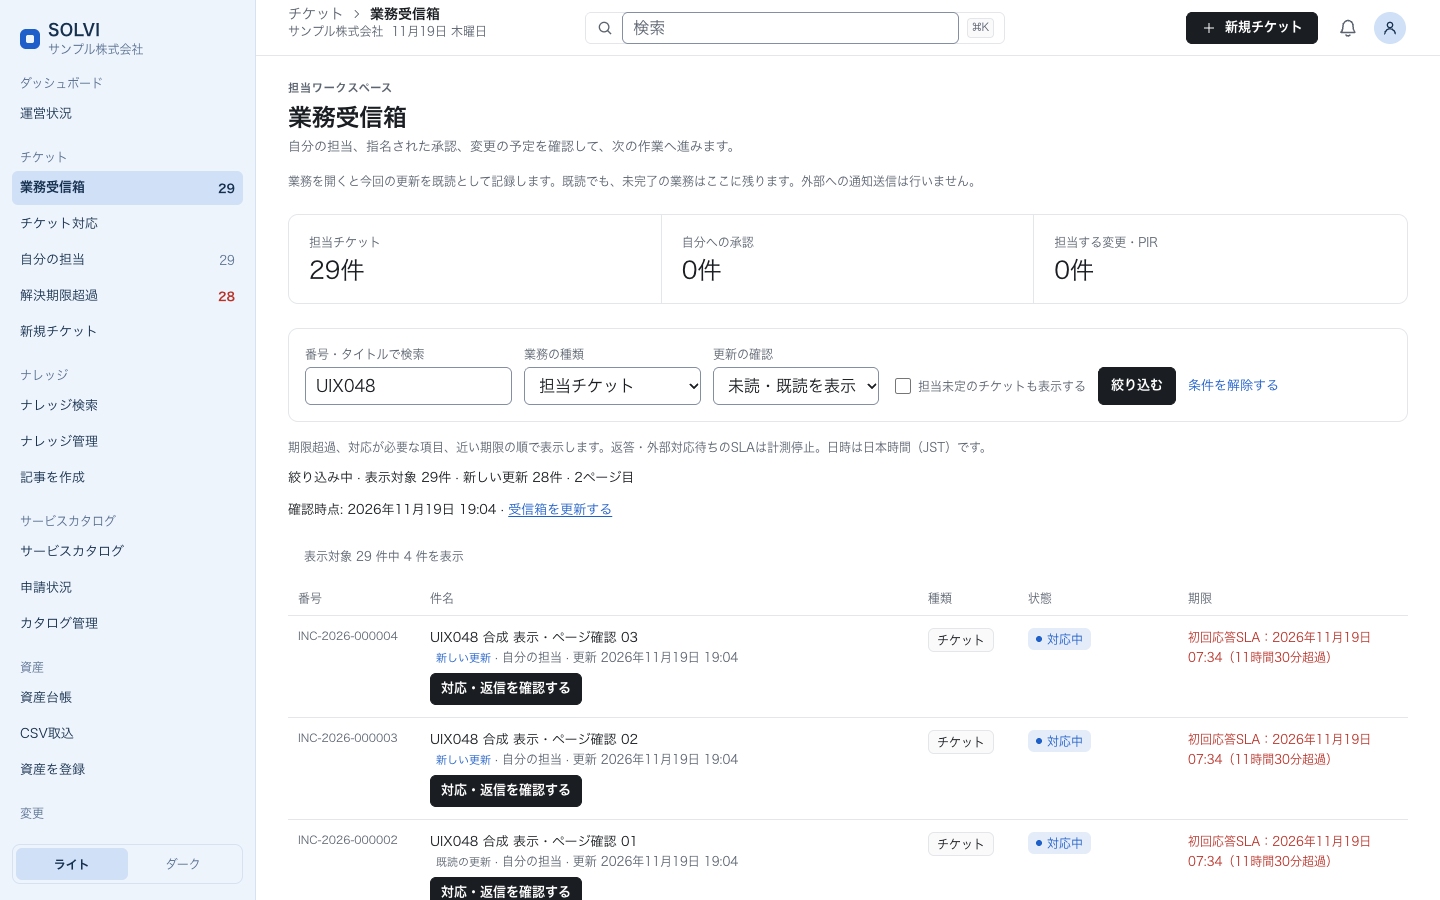 SOLVI
サンプル株式会社
ダッシュボード
運営状況
チケット
業務受信箱 29
チケット対応
自分の担当 29
解決期限超過 28
新規チケット
ナレッジ
ナレッジ検索
ナレッジ管理
記事を作成
サービスカタログ
サービスカタログ
申請状況
カタログ管理
資産
資産台帳
CSV取込
資産を登録
変更
ライト ダーク
チケット > 業務受信箱
サンプル株式会社 11月19日 木曜日
検索 ⌘K
＋ 新規チケット
担当ワークスペース
業務受信箱
自分の担当、指名された承認、変更の予定を確認して、次の作業へ進みます。
業務を開くと今回の更新を既読として記録します。既読でも、未完了の業務はここに残ります。外部への通知送信は行いません。
担当チケット
29件
自分への承認
0件
担当する変更・PIR
0件
番号・タイトルで検索 業務の種類 更新の確認
UIX048 担当チケット 未読・既読を表示 担当未定のチケットも表示する 絞り込む 条件を解除する
期限超過、対応が必要な項目、近い期限の順で表示します。返答・外部対応待ちのSLAは計測停止。日時は日本時間（JST）です。
絞り込み中 · 表示対象 29件 · 新しい更新 28件 · 2ページ目
確認時点: 2026年11月19日 19:04 · 受信箱を更新する
表示対象 29 件中 4 件を表示
番号 件名 種類 状態 期限
INC-2026-000004 UIX048 合成 表示・ページ確認 03 チケット 対応中 初回応答SLA：2026年11月19日
新しい更新 · 自分の担当 · 更新 2026年11月19日 19:04 07:34（11時間30分超過）
対応・返信を確認する
INC-2026-000003 UIX048 合成 表示・ページ確認 02 チケット 対応中 初回応答SLA：2026年11月19日
新しい更新 · 自分の担当 · 更新 2026年11月19日 19:04 07:34（11時間30分超過）
対応・返信を確認する
INC-2026-000002 UIX048 合成 表示・ページ確認 01 チケット 対応中 初回応答SLA：2026年11月19日
既読の更新 · 自分の担当 · 更新 2026年11月19日 19:04 07:34（11時間30分超過）
対応・返信を確認する